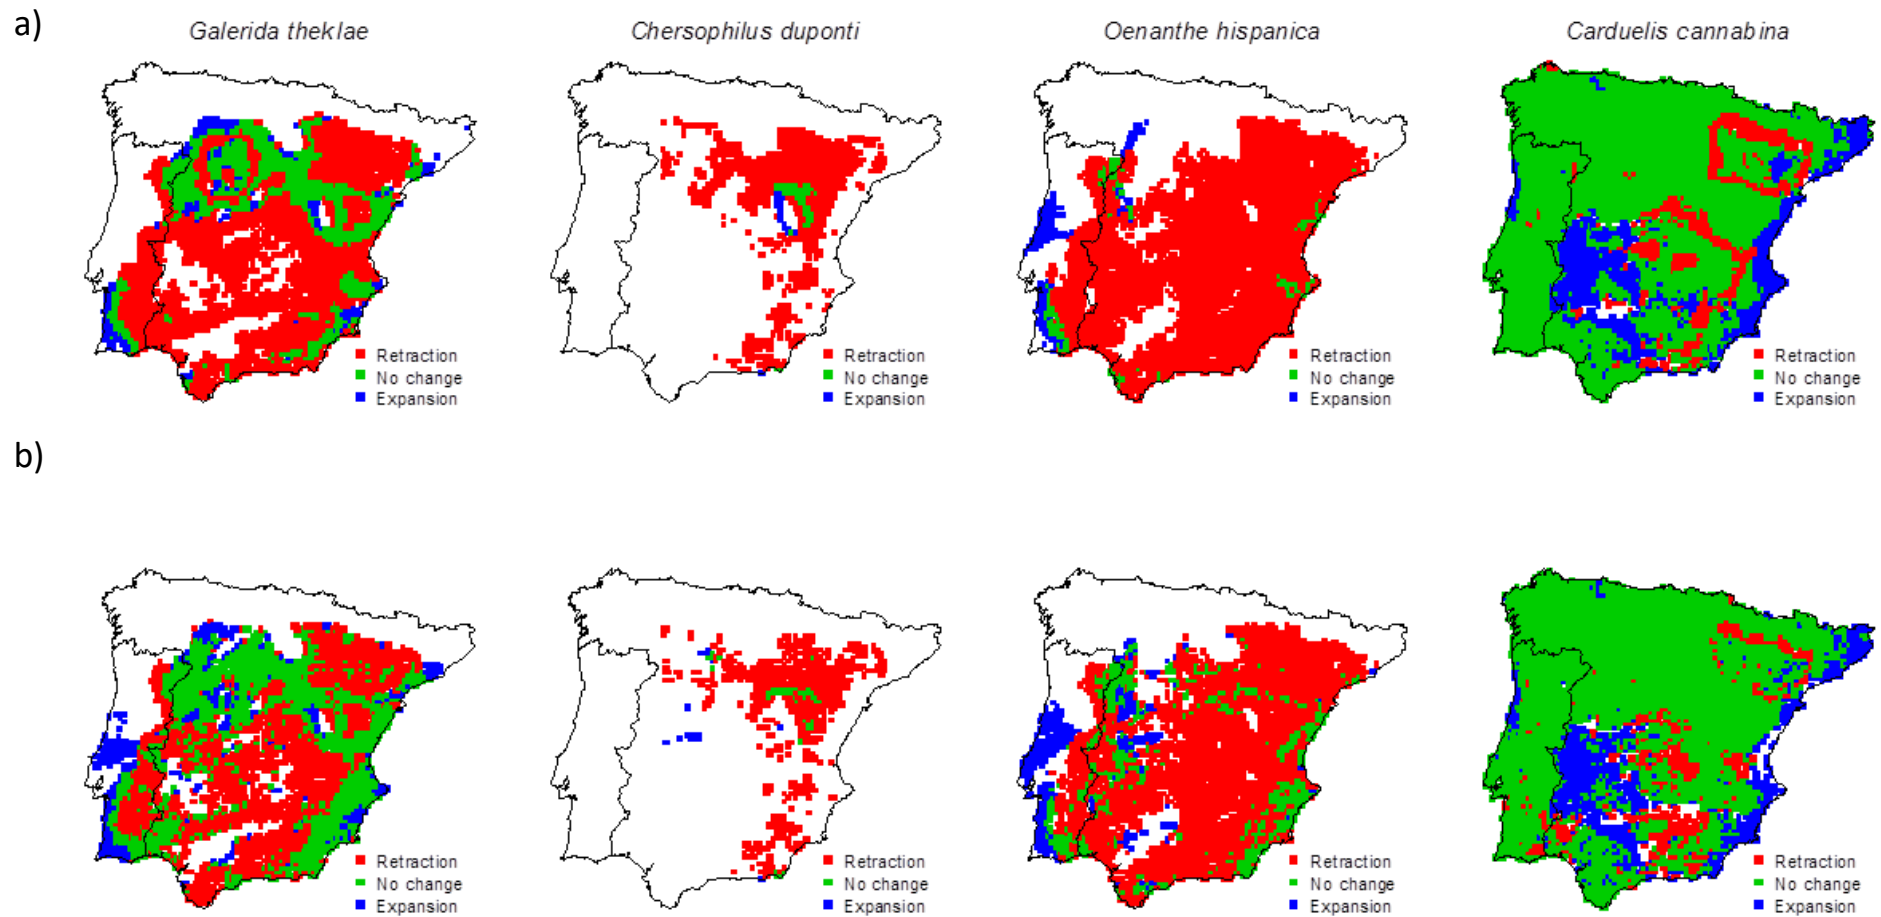 a)
Galerida theklae
Chersophilus duponti
Oenanthe hispanica
Carduelis cannabina
Retraction
No change
Expansion
Retraction
No change
Expansion
Retraction
No change
Expansion
Retraction
No change
Expansion
b)
Retraction
No change
Expansion
Retraction
No change
Expansion
Retraction
No change
Expansion
Retraction
No change
Expansion